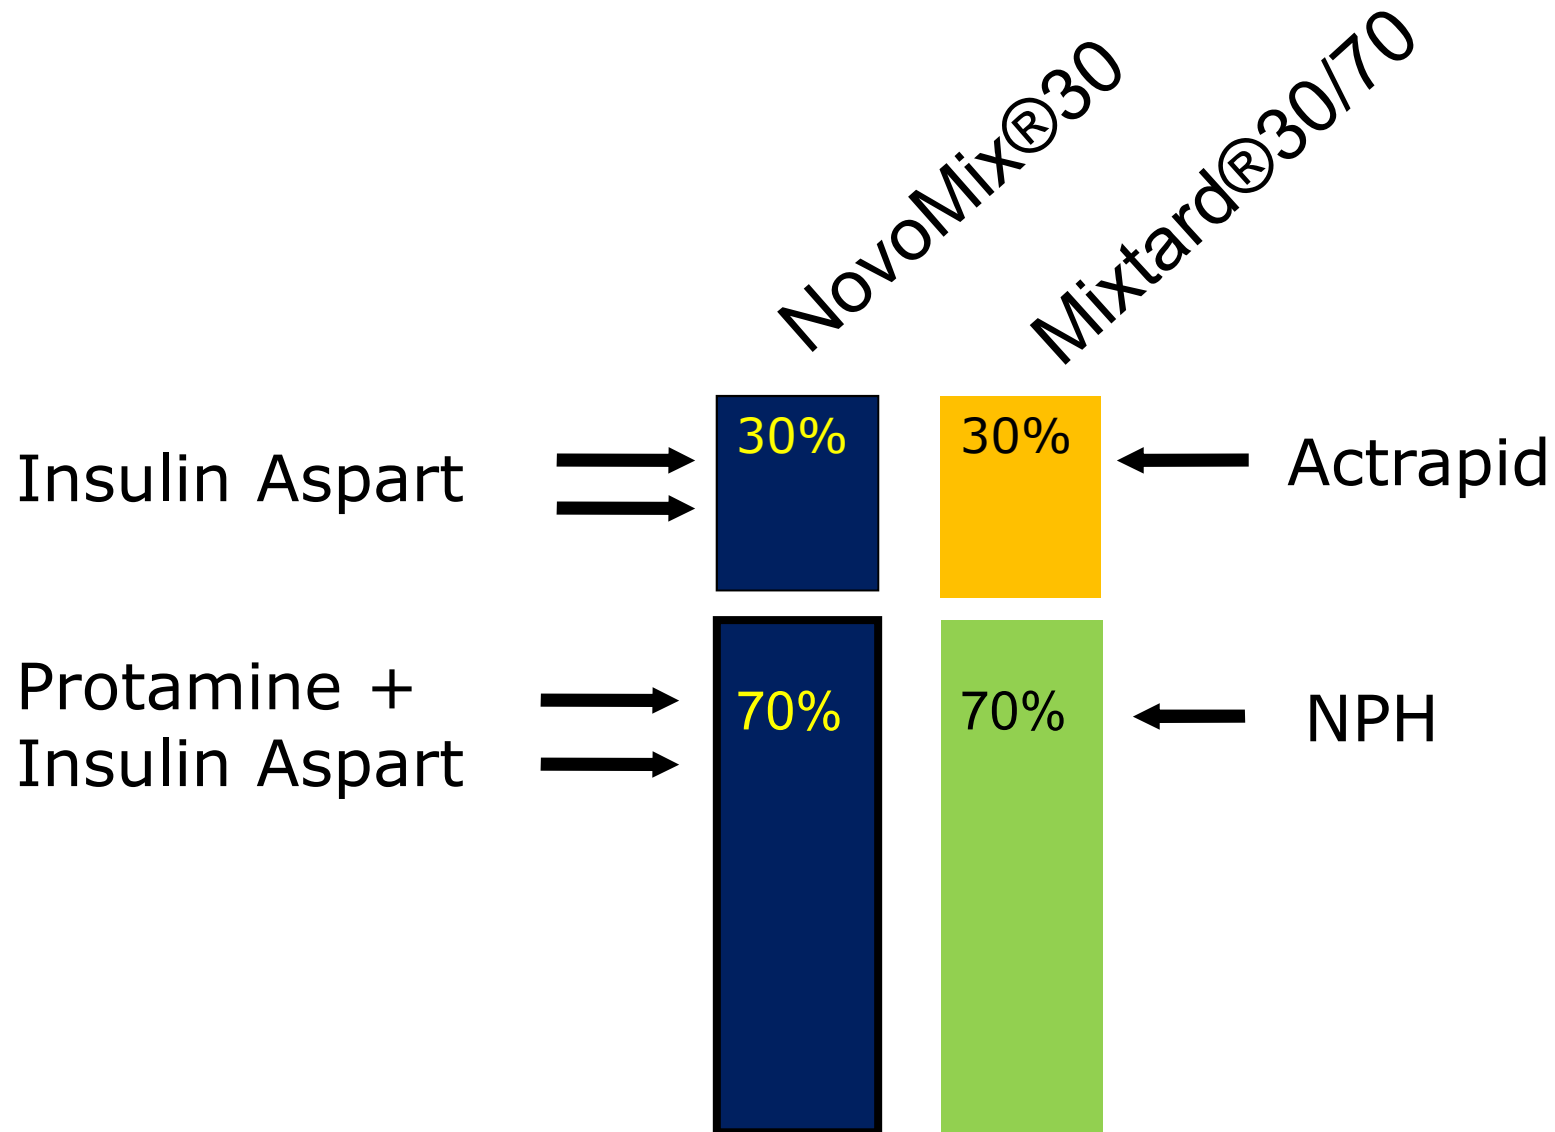 NovoMix®30
Mixtard®30/70
Insulin Aspart
30%
30%
Actrapid
Protamine +
Insulin Aspart
70%
70%
NPH